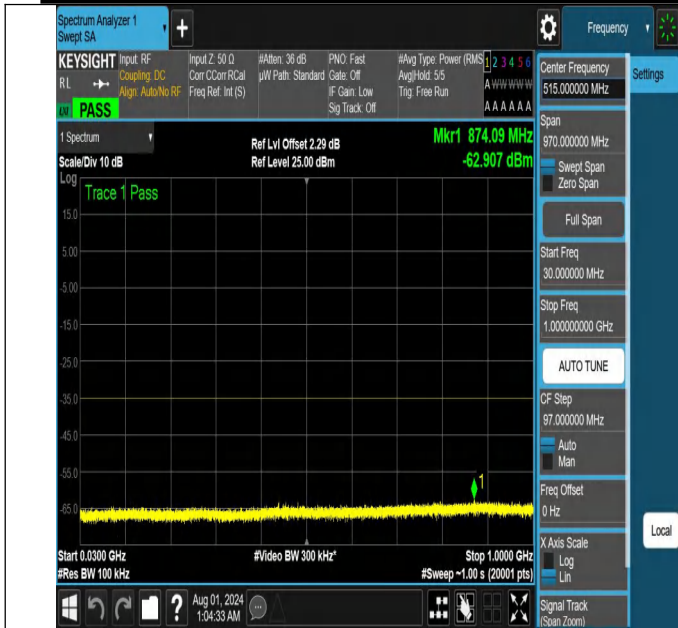 Spectrum Analyzer 1
Swept SA
+
Frequency
KEYSIGHT
RL
LXI
PASS
Input: RF
Coupling: DC
Align: Auto/No RF
Input Z: 50 Ω
Corr CCorr RCal
Freq Ref: Int (S)
#Atten: 36 dB
µW Path: Standard
PNO: Fast
Gate: Off
IF Gain: Low
Sig Track: Off
#Avg Type: Power (RMS
Avg|Hold: 5/5
Trig: Free Run
1 2 3 4 5 6
A W W W W W
A A A A A A
Center Frequency
515.000000 MHz
Settings
1 Spectrum
Scale/Div 10 dB
Ref Lvl Offset 2.29 dB
Ref Level 25.00 dBm
Mkr1 874.09 MHz
-62.907 dBm
Span
970.000000 MHz
Swept Span
Zero Span
Full Span
Start Freq
30.000000 MHz
Stop Freq
1.000000000 GHz
AUTO TUNE
CF Step
97.000000 MHz
Auto
Man
Freq Offset
0 Hz
X Axis Scale
Log
Lin
Signal Track
(Span Zoom)
Local
Log
Trace 1 Pass
15.0
5.00
-5.00
-15.0
-25.0
-35.0
-45.0
-55.0
-65.0
1
Start 0.0300 GHz
#Res BW 100 kHz
#Video BW 300 kHz*
Stop 1.0000 GHz
#Sweep ~1.00 s (20001 pts)
?
Aug 01, 2024
1:04:33 AM